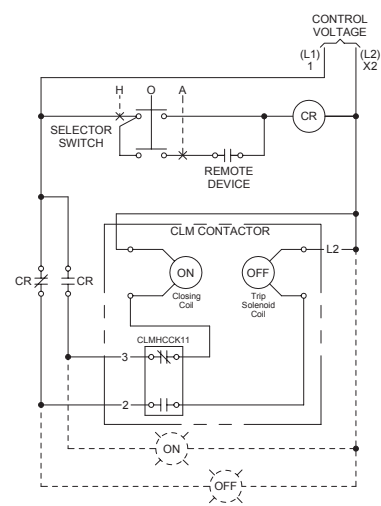 CONTROL
VOLTAGE
(L1) (L2)
1 X2
H O A
CR
SELECTOR
SWITCH
REMOTE
DEVICE
CLM CONTACTOR
L2
CR CR
ON OFF
Closing
Coil
Trip
Solenoid
Coil
CLMHCCK11
3
2
ON
OFF